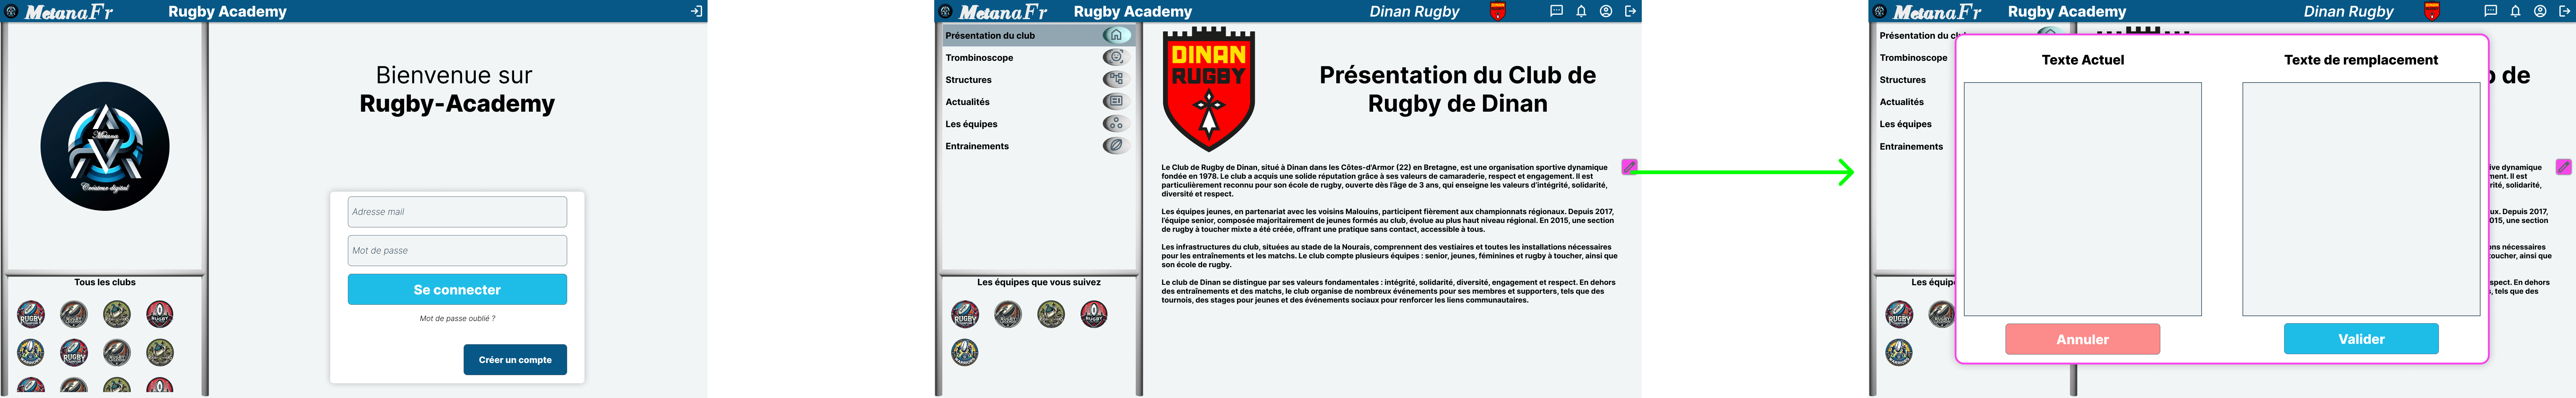 MetanaFr
Rugby Academy
Bienvenue sur
Rugby-Academy
Metana
Créateur digital
Adresse mail
Mot de passe
Se connecter
Mot de passe oublié ?
Créer un compte
Tous les clubs
MetanaFr
Rugby Academy
Dinan Rugby
Présentation du club
Trombinoscope
Structures
Actualités
Les équipes
Entrainements
Les équipes que vous suivez
DINAN
RUGBY
Présentation du Club de
Rugby de Dinan
Le Club de Rugby de Dinan, situé à Dinan dans les Côtes-d'Armor (22) en Bretagne, est une organisation sportive dynamique
fondée en 1978. Le club a acquis une solide réputation grâce à ses valeurs de camaraderie, respect et engagement. Il est
particulièrement reconnu pour son école de rugby, ouverte dès l'âge de 3 ans, qui enseigne les valeurs d'intégrité, solidarité,
diversité et respect.
Les équipes jeunes, en partenariat avec les voisins Malouins, participent fièrement aux championnats régionaux. Depuis 2017,
l'équipe senior, composée majoritairement de jeunes formés au club, évolue au plus haut niveau régional. En 2015, une section
de rugby à toucher mixte a été créée, offrant une pratique sans contact, accessible à tous.
Les infrastructures du club, situées au stade de la Nourais, comprennent des vestiaires et toutes les installations nécessaires
pour les entraînements et les matchs. Le club compte plusieurs équipes : senior, jeunes, féminines et rugby à toucher, ainsi que
son école de rugby.
Le club de Dinan se distingue par ses valeurs fondamentales : intégrité, solidarité, diversité, engagement et respect. En dehors
des entraînements et des matchs, le club organise de nombreux événements pour ses membres et supporters, tels que des
tournois, des stages pour jeunes et des événements sociaux pour renforcer les liens communautaires.
MetanaFr
Rugby Academy
Dinan Rugby
Présentation du cl
Trombinoscope
Structures
Actualités
Les équipes
Entrainements
Les équip
Texte Actuel
Texte de remplacement
Annuler
Valider
b de
ive dynamique
ment. Il est
rité, solidarité,
ux. Depuis 2017,
015, une section
ns nécessaires
toucher, ainsi que
spect. En dehors
, tels que des